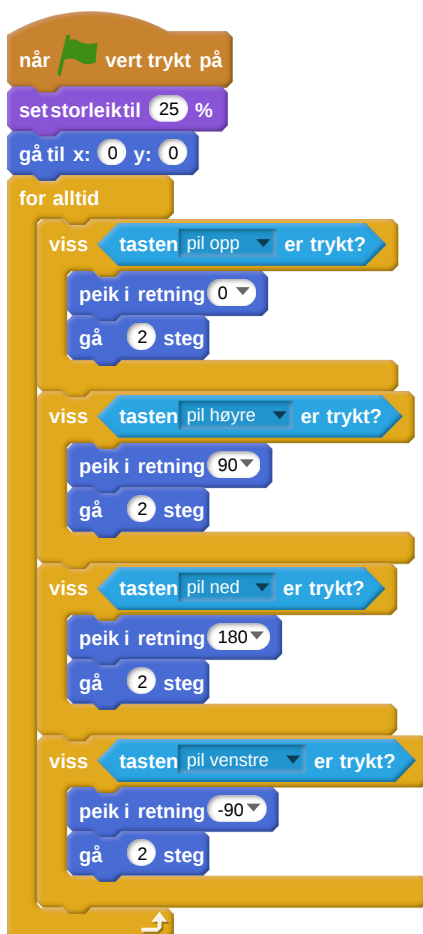 når vert trykt på
set storleik til 25 %
gå til x: 0 y: 0
for alltid
viss tasten pil opp er trykt?
peik i retning 0
gå 2 steg
viss tasten pil høyre er trykt?
peik i retning 90
gå 2 steg
viss tasten pil ned er trykt?
peik i retning 180
gå 2 steg
viss tasten pil venstre er trykt?
peik i retning -90
gå 2 steg